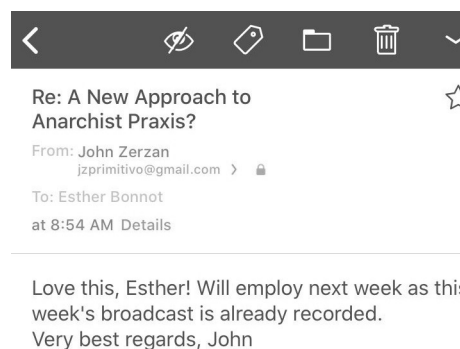 Re: A New Approach to
Anarchist Praxis?
From: John Zerzan
jzprimitivo@gmail.com
To: Esther Bonnot
at 8:54 AM Details
Love this, Esther! Will employ next week as this
week's broadcast is already recorded.
Very best regards, John